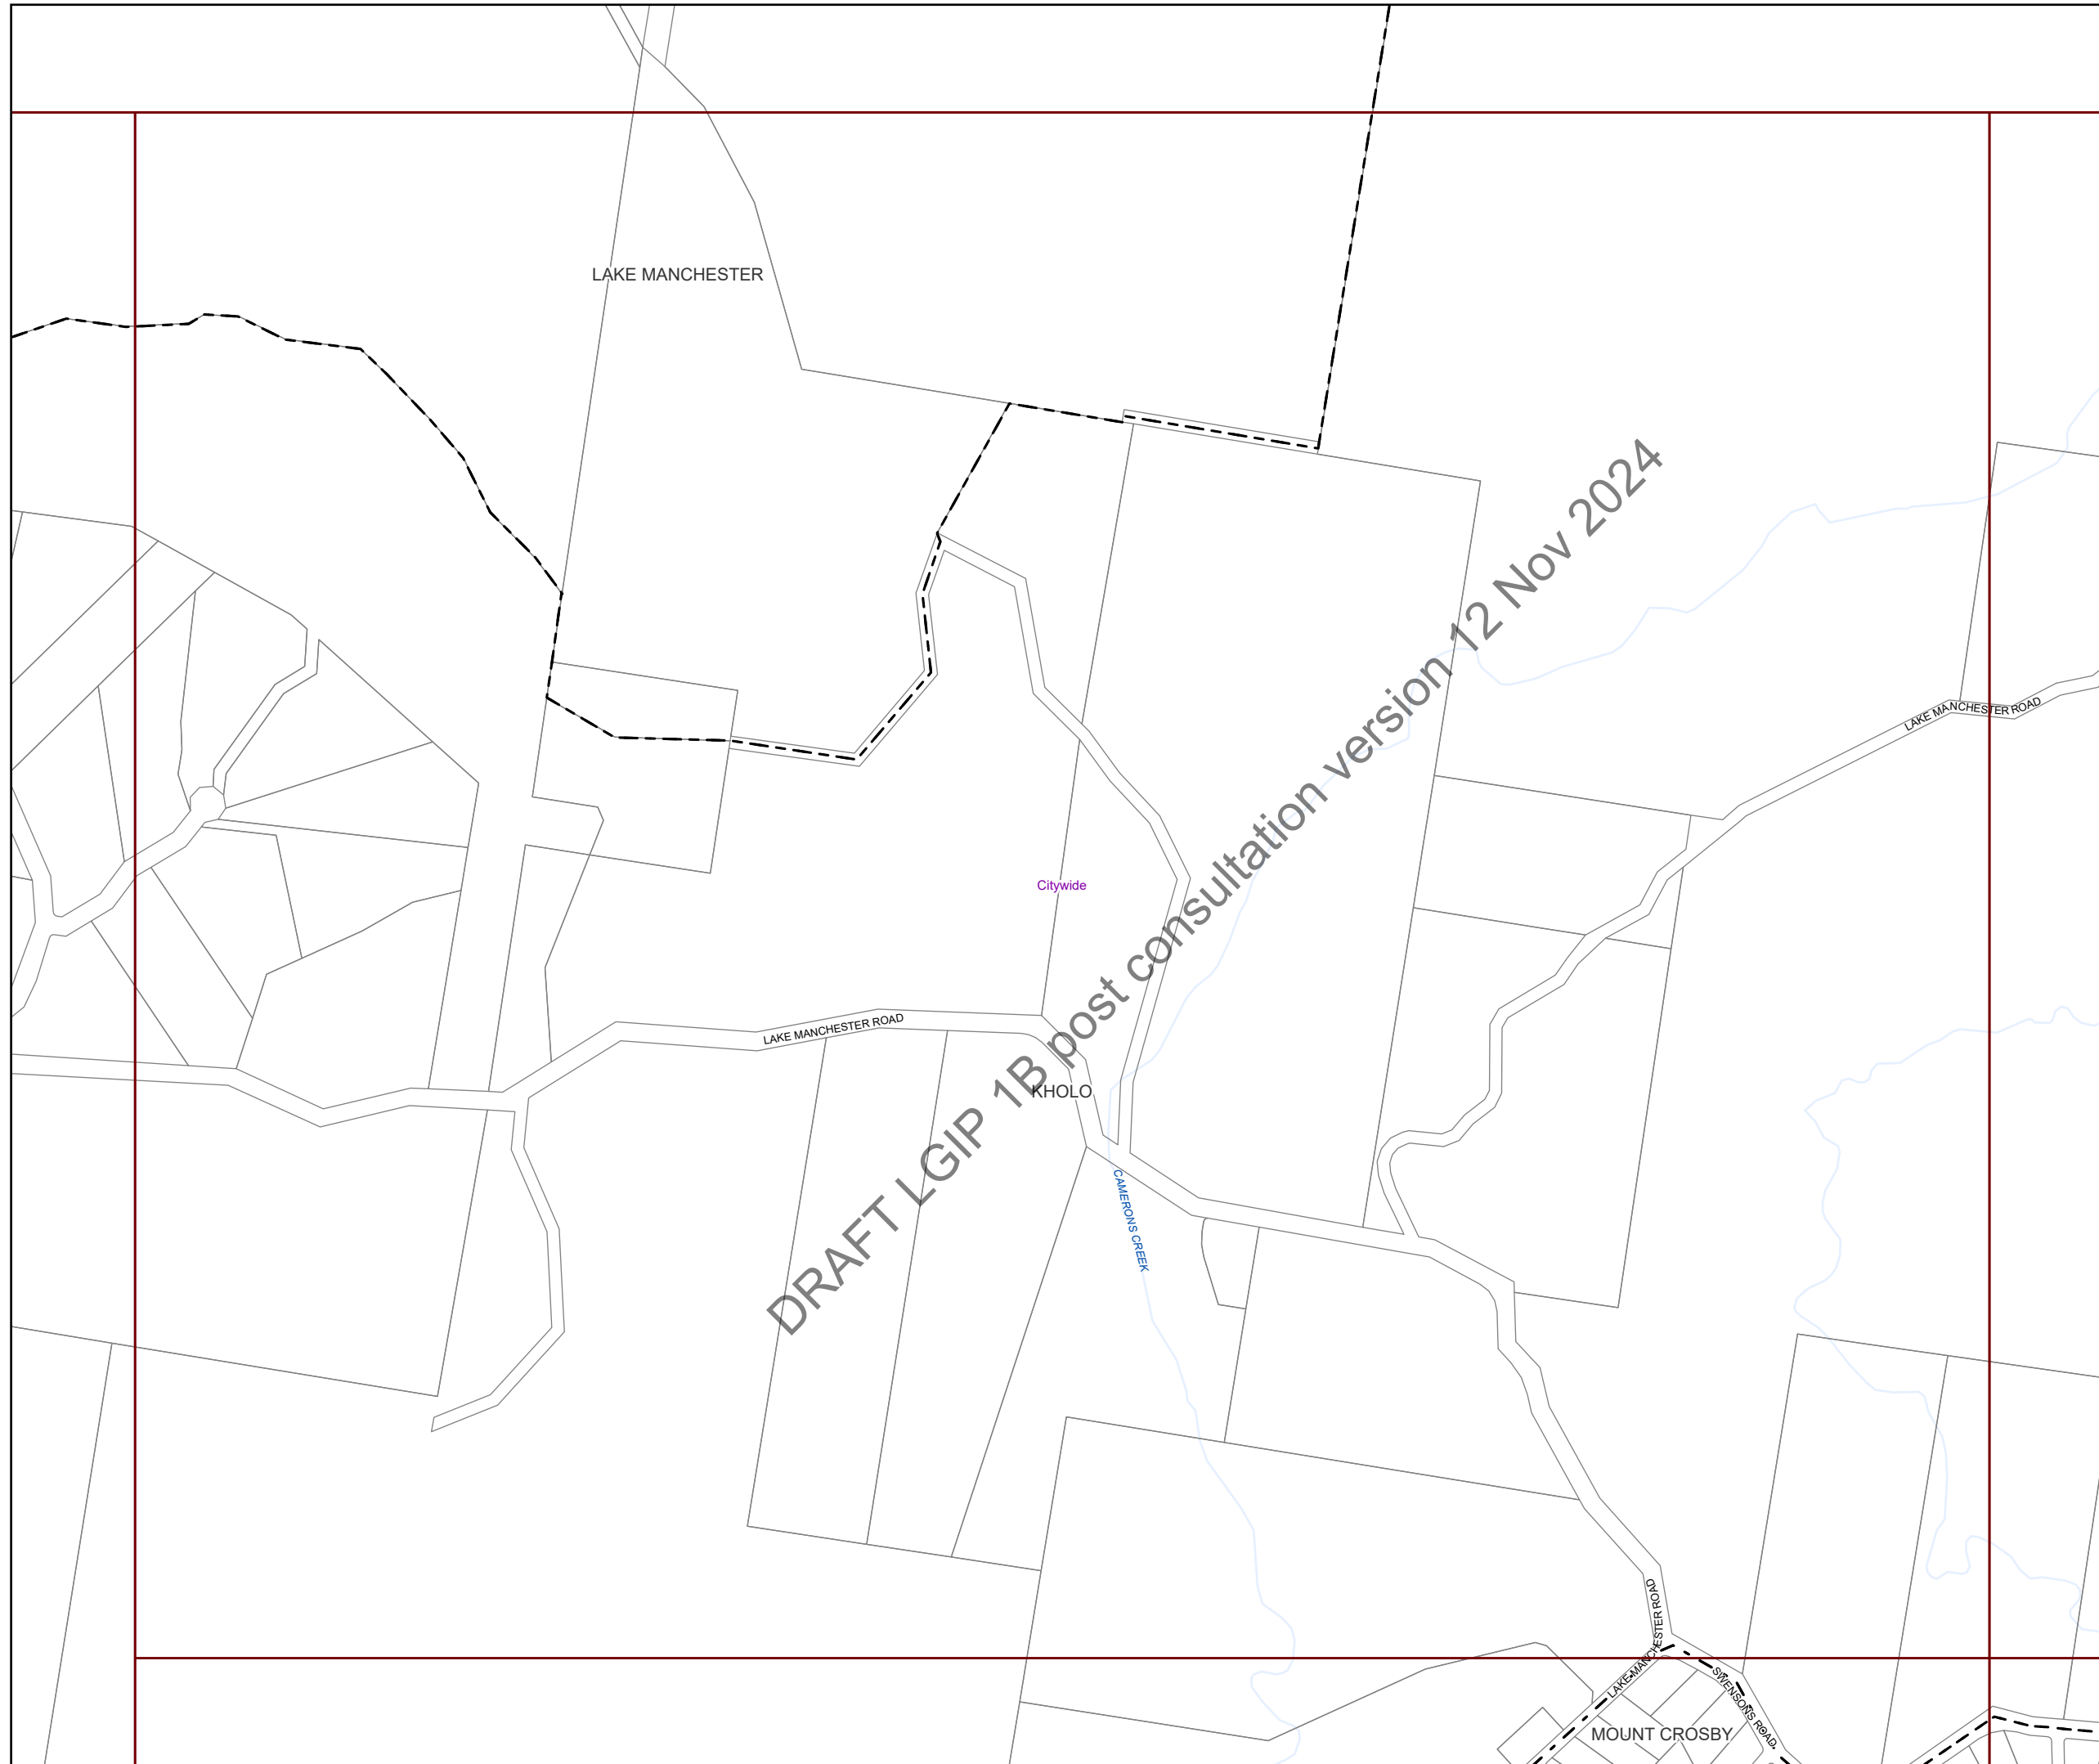 LAKE MANCHESTER
DRAFT LGIP 1B post consultation version 12 Nov 2024
LAKE MANCHESTER ROAD
Citywide
LAKE MANCHESTER ROAD
KHOLO
CAMERONS CREEK
LAKE MANCHESTER ROAD
SWENSONS ROAD
MOUNT CROSBY